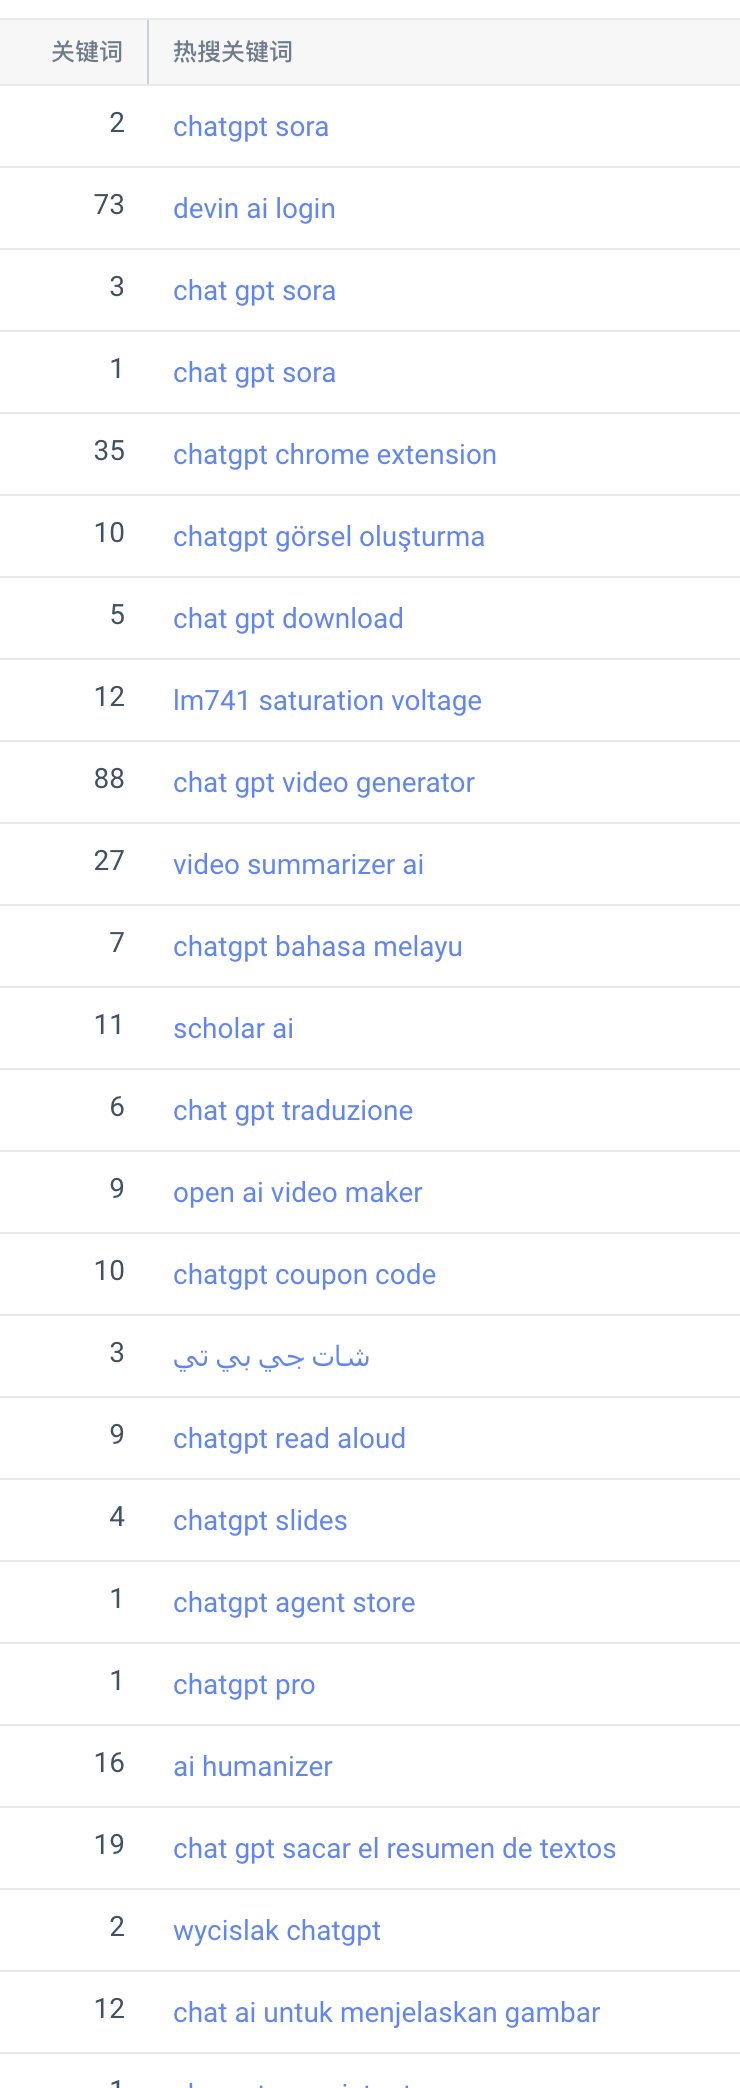 关键词 热搜关键词
2 chatgpt sora
73 devin ai login
3 chat gpt sora
1 chat gpt sora
35 chatgpt chrome extension
10 chatgpt görsel oluşturma
5 chat gpt download
12 lm741 saturation voltage
88 chat gpt video generator
27 video summarizer ai
7 chatgpt bahasa melayu
11 scholar ai
6 chat gpt traduzione
9 open ai video maker
10 chatgpt coupon code
3 شات جي بي تي
9 chatgpt read aloud
4 chatgpt slides
1 chatgpt agent store
1 chatgpt pro
16 ai humanizer
19 chat gpt sacar el resumen de textos
2 wycislak chatgpt
12 chat ai untuk menjelaskan gambar
1